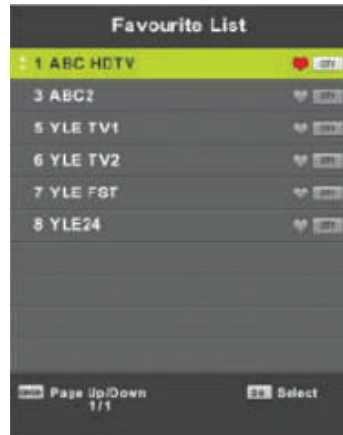 Favourite List
1 ABC HDTV
3 ABC2
5 YLE TV1
6 YLE TV2
7 YLE FST
8 YLE24
Page Up/Down
1/1
OK Select